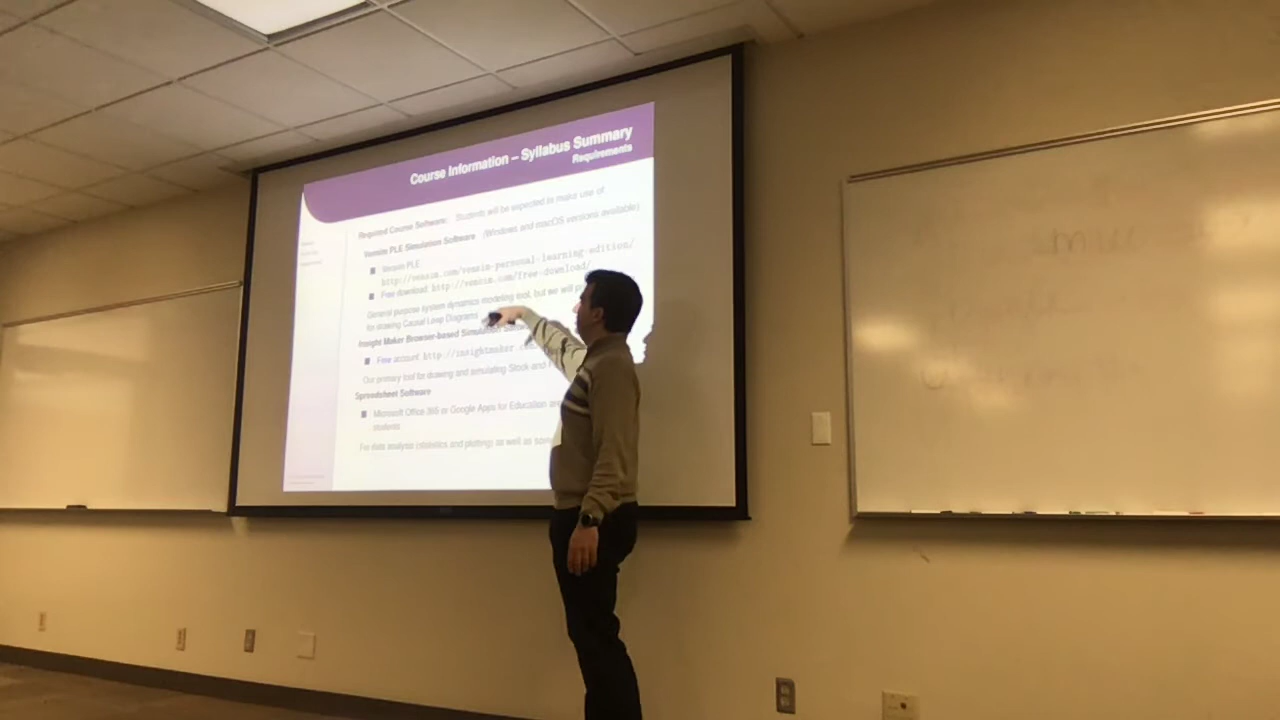 Course Information – Syllabus Summary
Requirements
Required Course Software: Students will be expected to make use of
Vensim PLE Simulation Software (Windows and macOS versions available)
Vensim PLE
http://vensim.com/vensim-personal-learning-edition/
Free download http://vensim.com/free-download/
General purpose system dynamics modeling tool, but we will
for drawing Causal Loop Diagrams
Insight Maker Browser-based
Free account http://insightmaker.
Our primary tool for drawing and simulating Stock and
Spreadsheet Software
Microsoft Office 365 or Google Apps for Education are
students
For data analysis (statistics and plotting) as well as